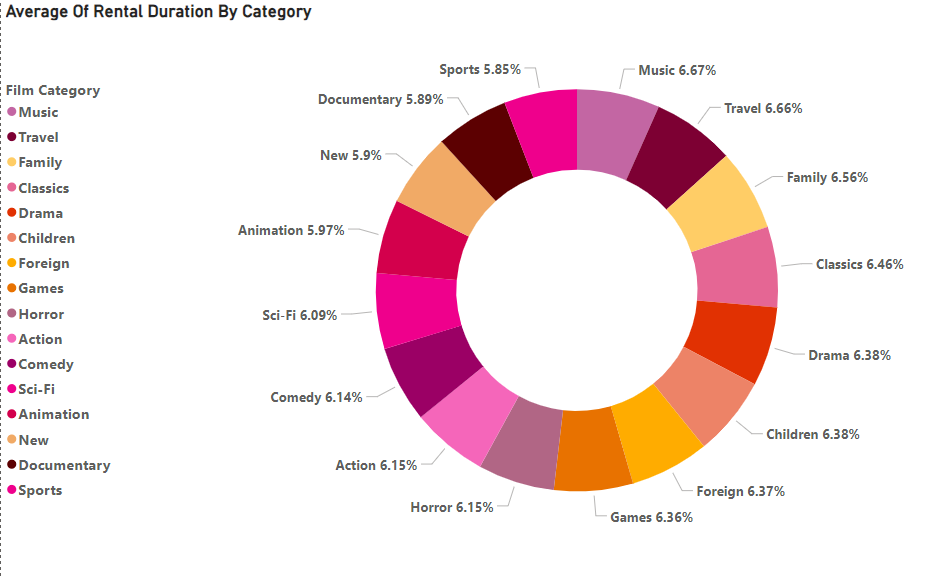 Average Of Rental Duration By Category
Film Category
Music
Travel
Family
Classics
Drama
Children
Foreign
Games
Horror
Action
Comedy
Sci-Fi
Animation
New
Documentary
Sports
Music 6.67%
Travel 6.66%
Family 6.56%
Classics 6.46%
Drama 6.38%
Children 6.38%
Foreign 6.37%
Games 6.36%
Horror 6.15%
Action 6.15%
Comedy 6.14%
Sci-Fi 6.09%
Animation 5.97%
New 5.9%
Documentary 5.89%
Sports 5.85%